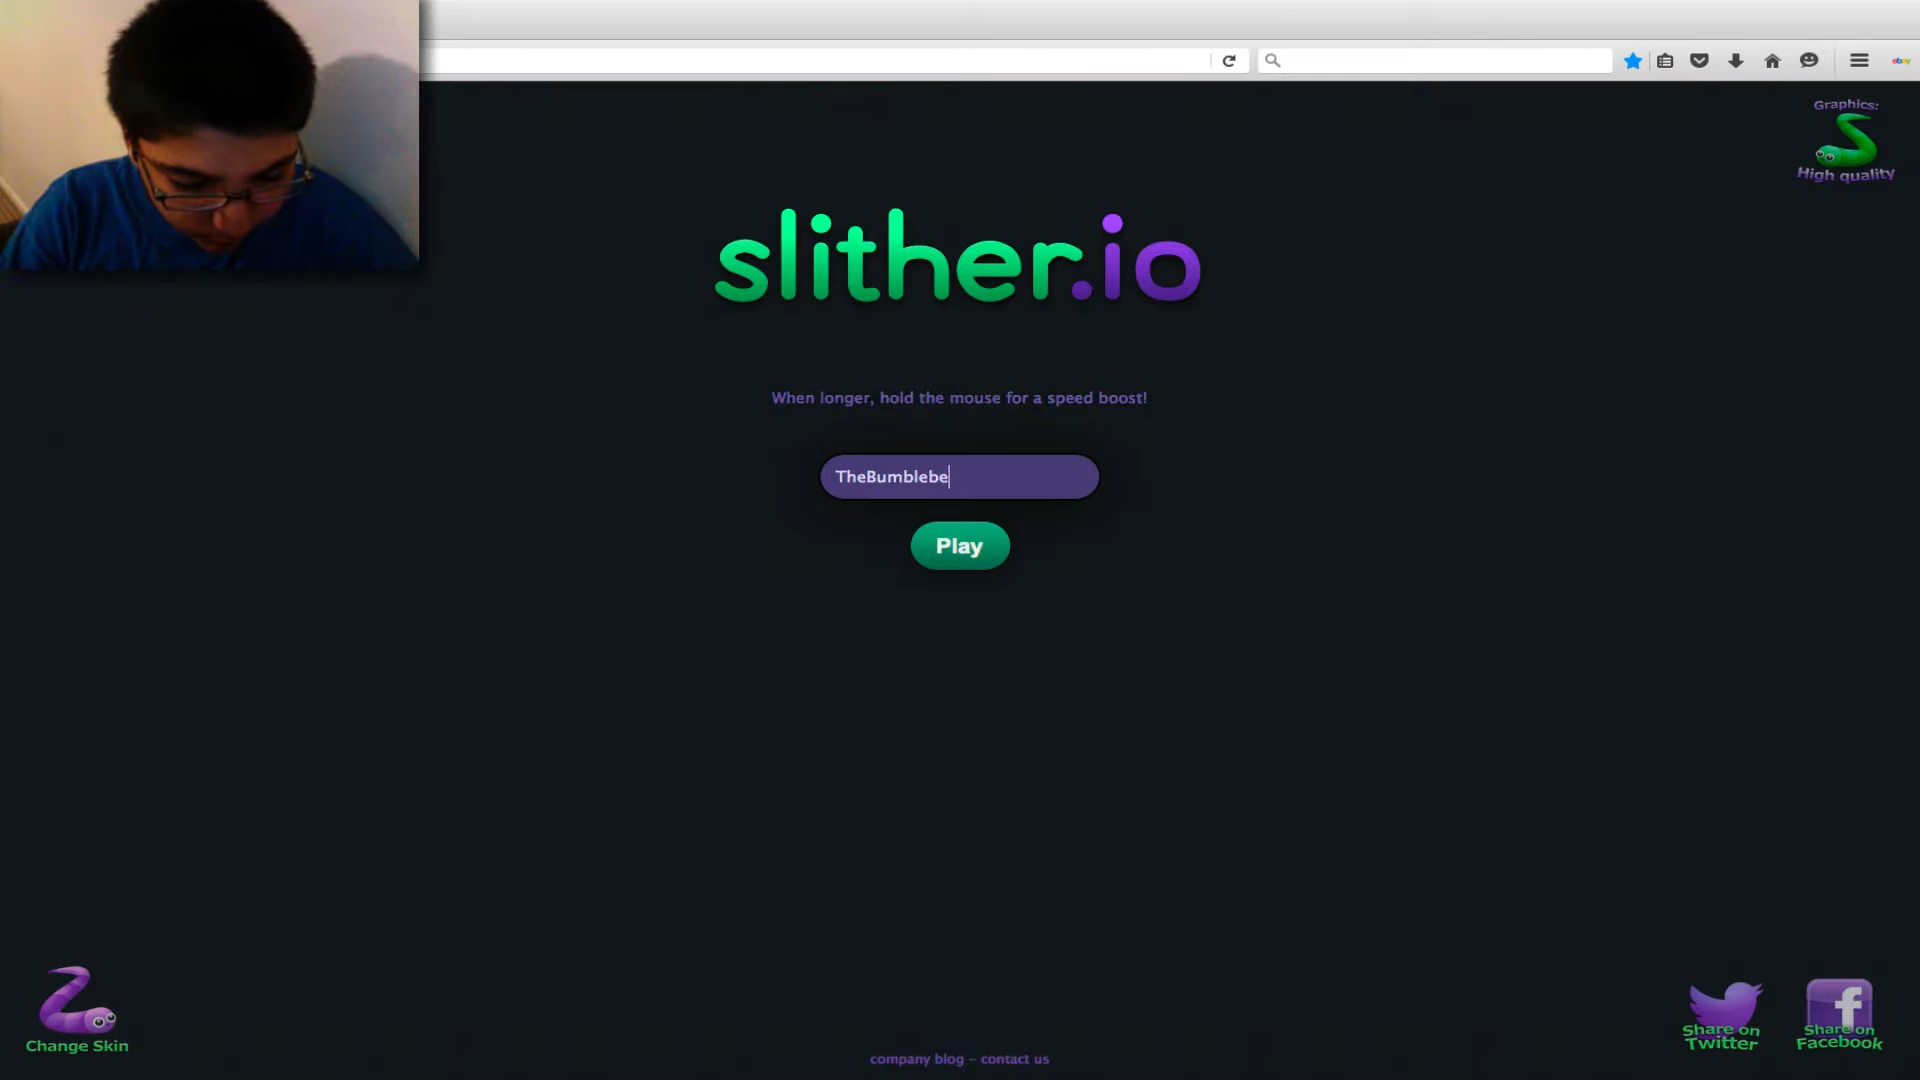 ebay
Graphics:
High quality
slither.io
When longer, hold the mouse for a speed boost!
TheBumblebe
Play
Change Skin
Share on
Twitter
Share on
Facebook
company blog - contact us